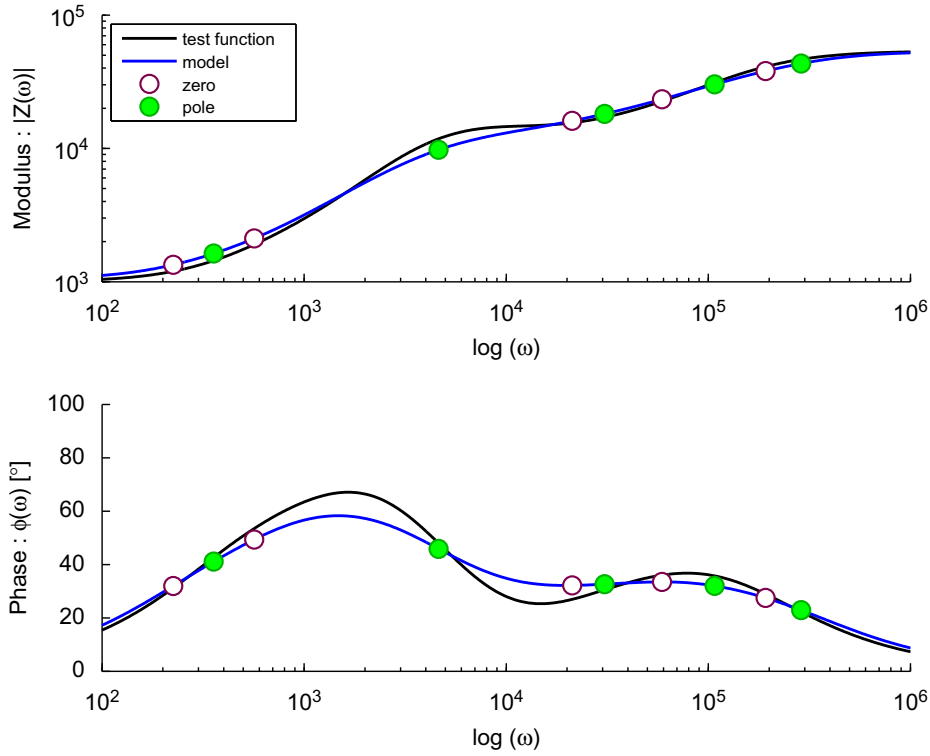 10^5
10^4
10^3
Modulus : |Z(ω)|
test function
model
zero
pole
10^2 10^3 10^4 10^5 10^6
log (ω)
100
80
60
40
20
0
Phase : ϕ(ω) [°]
10^2 10^3 10^4 10^5 10^6
log (ω)